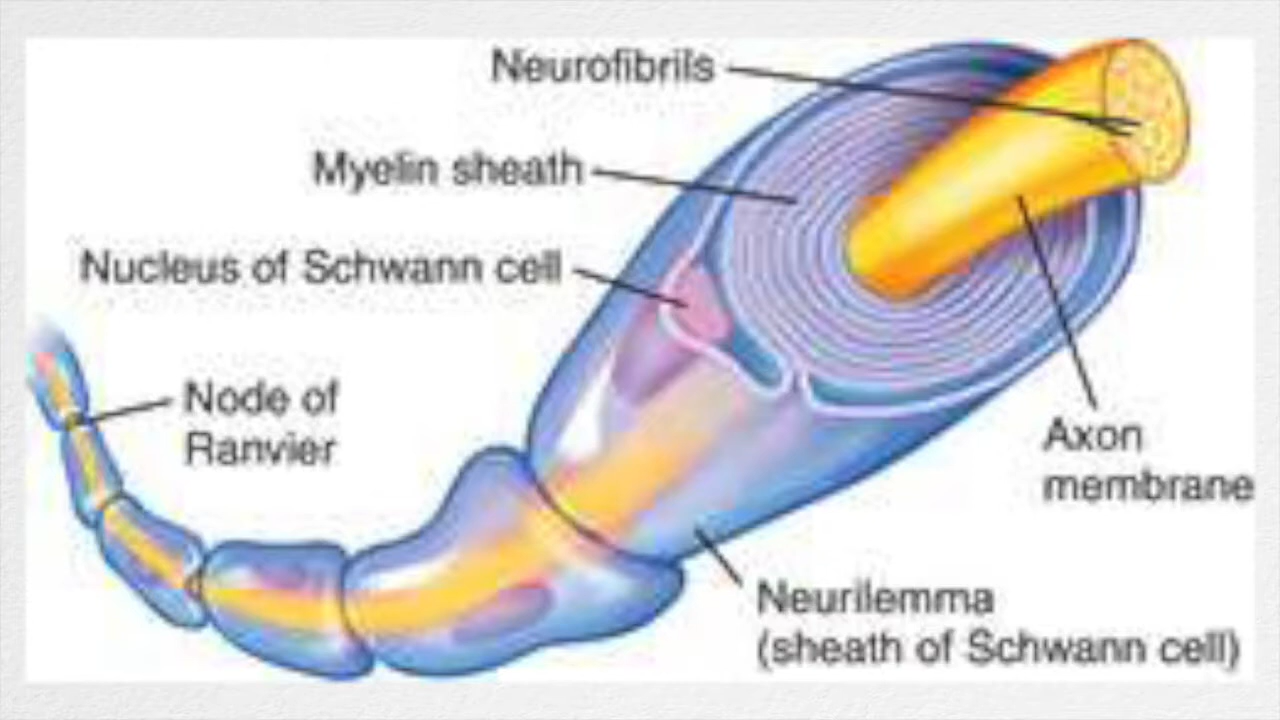 Neurofibrils
Myelin sheath
Nucleus of Schwann cell
Node of
Ranvier
Axon
membrane
Neurilemma
(sheath of Schwann cell)